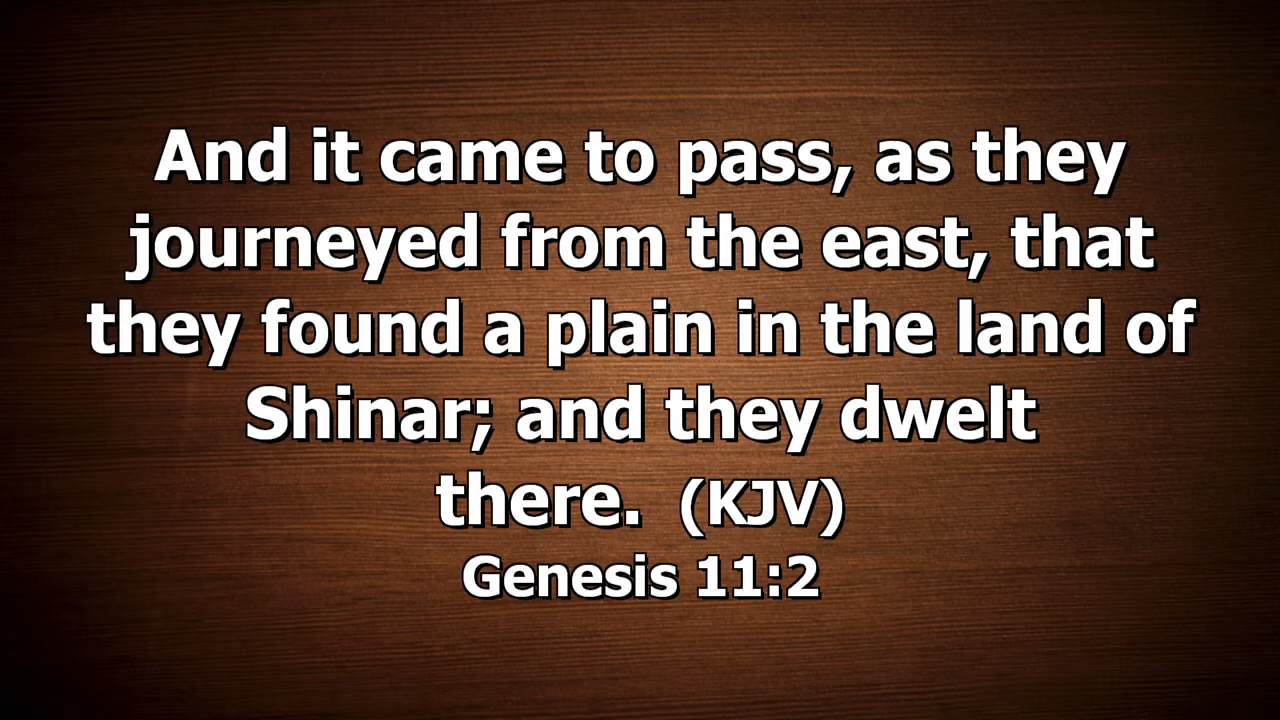 And it came to pass, as they
journeyed from the east, that
they found a plain in the land of
Shinar; and they dwelt
there. (KJV)
Genesis 11:2